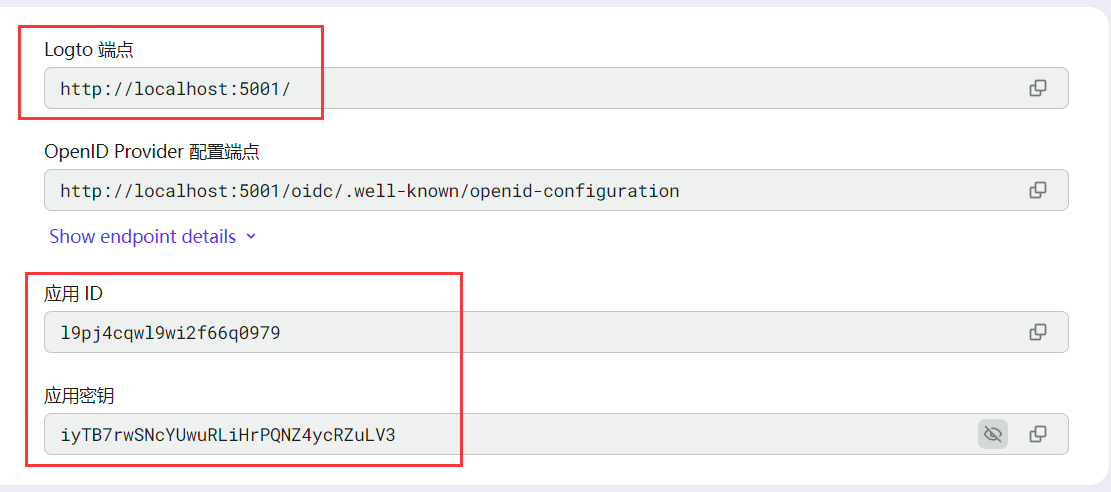 Logto 端点
http://localhost:5001/
OpenID Provider 配置端点
http://localhost:5001/oidc/.well-known/openid-configuration
Show endpoint details
应用 ID
l9pj4cqwl9wi2f66q0979
应用密钥
iyTB7rwSNcYUwuRLiHrPQNZ4ycRZuLV3